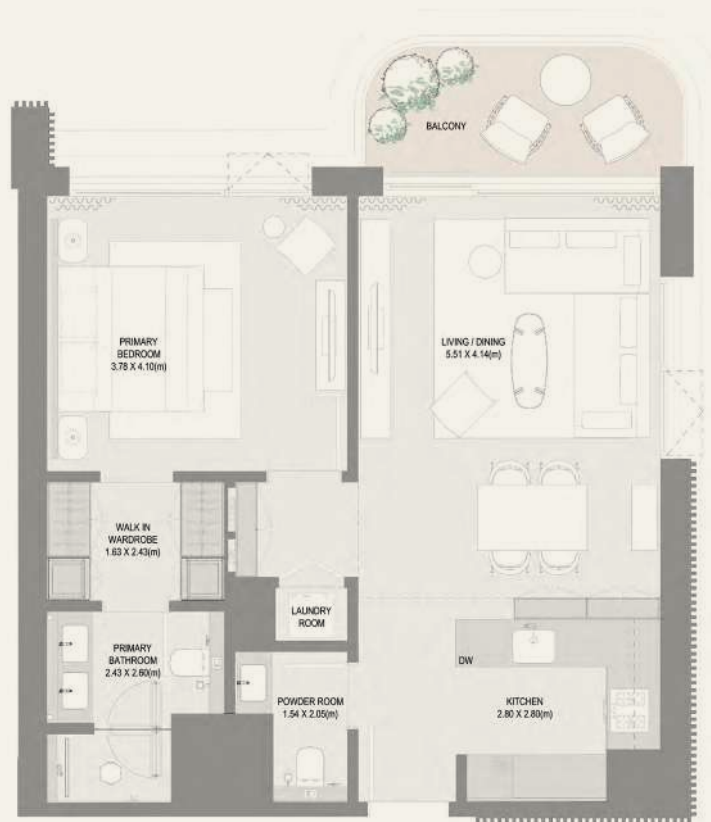 BALCONY
PRIMARY
BEDROOM
3.78 X 4.10(m)
LIVING / DINING
5.51 X 4.14(m)
WALK IN
WARDROBE
1.63 X 2.43(m)
LAUNDRY
ROOM
PRIMARY
BATHROOM
2.43 X 2.60(m)
DW
POWDER ROOM
1.54 X 2.05(m)
KITCHEN
2.80 X 2.80(m)